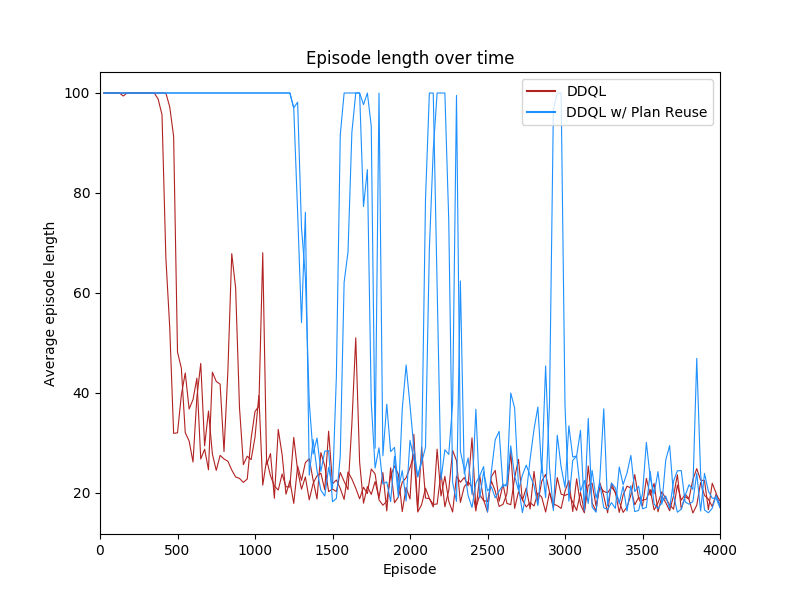 Episode length over time
DDQL
DDQL w/ Plan Reuse
Average episode length
100
80
60
40
20
0
500
1000
1500
2000
2500
3000
3500
4000
Episode